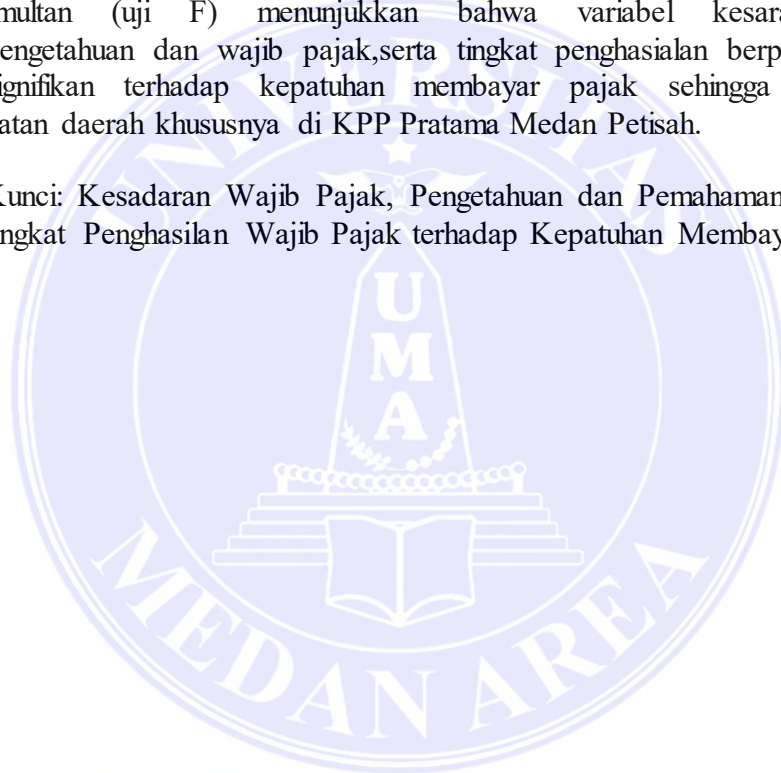 multan (uji F) menunjukkan bahwa variabel kesara
engetahuan dan wajib pajak,serta tingkat penghasialan berp
ignifikan terhadap kepatuhan membayar pajak sehingga
atan daerah khususnya di KPP Pratama Medan Petisah.
Kunci: Kesadaran Wajib Pajak, Pengetahuan dan Pemahaman
ngkat Penghasilan Wajib Pajak terhadap Kepatuhan Membay
UNIVERSITAS
U
M
A
MEDAN AREA